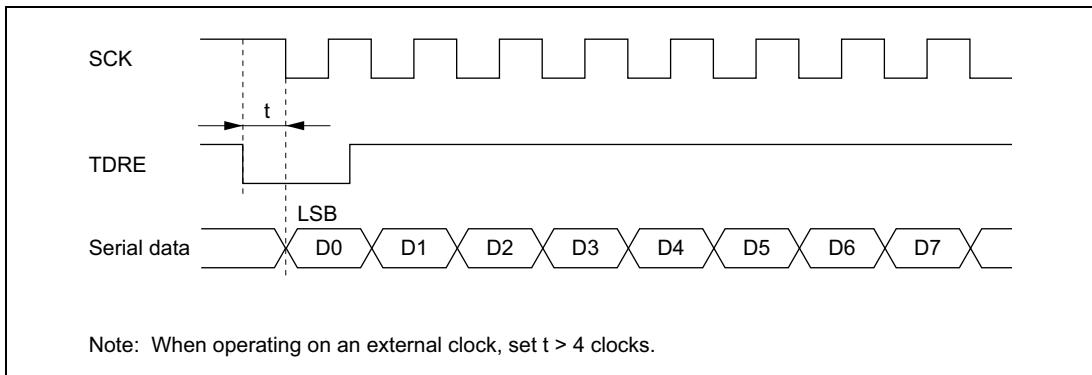 SCK
t
TDRE
LSB
Serial data D0 D1 D2 D3 D4 D5 D6 D7
Note: When operating on an external clock, set t > 4 clocks.